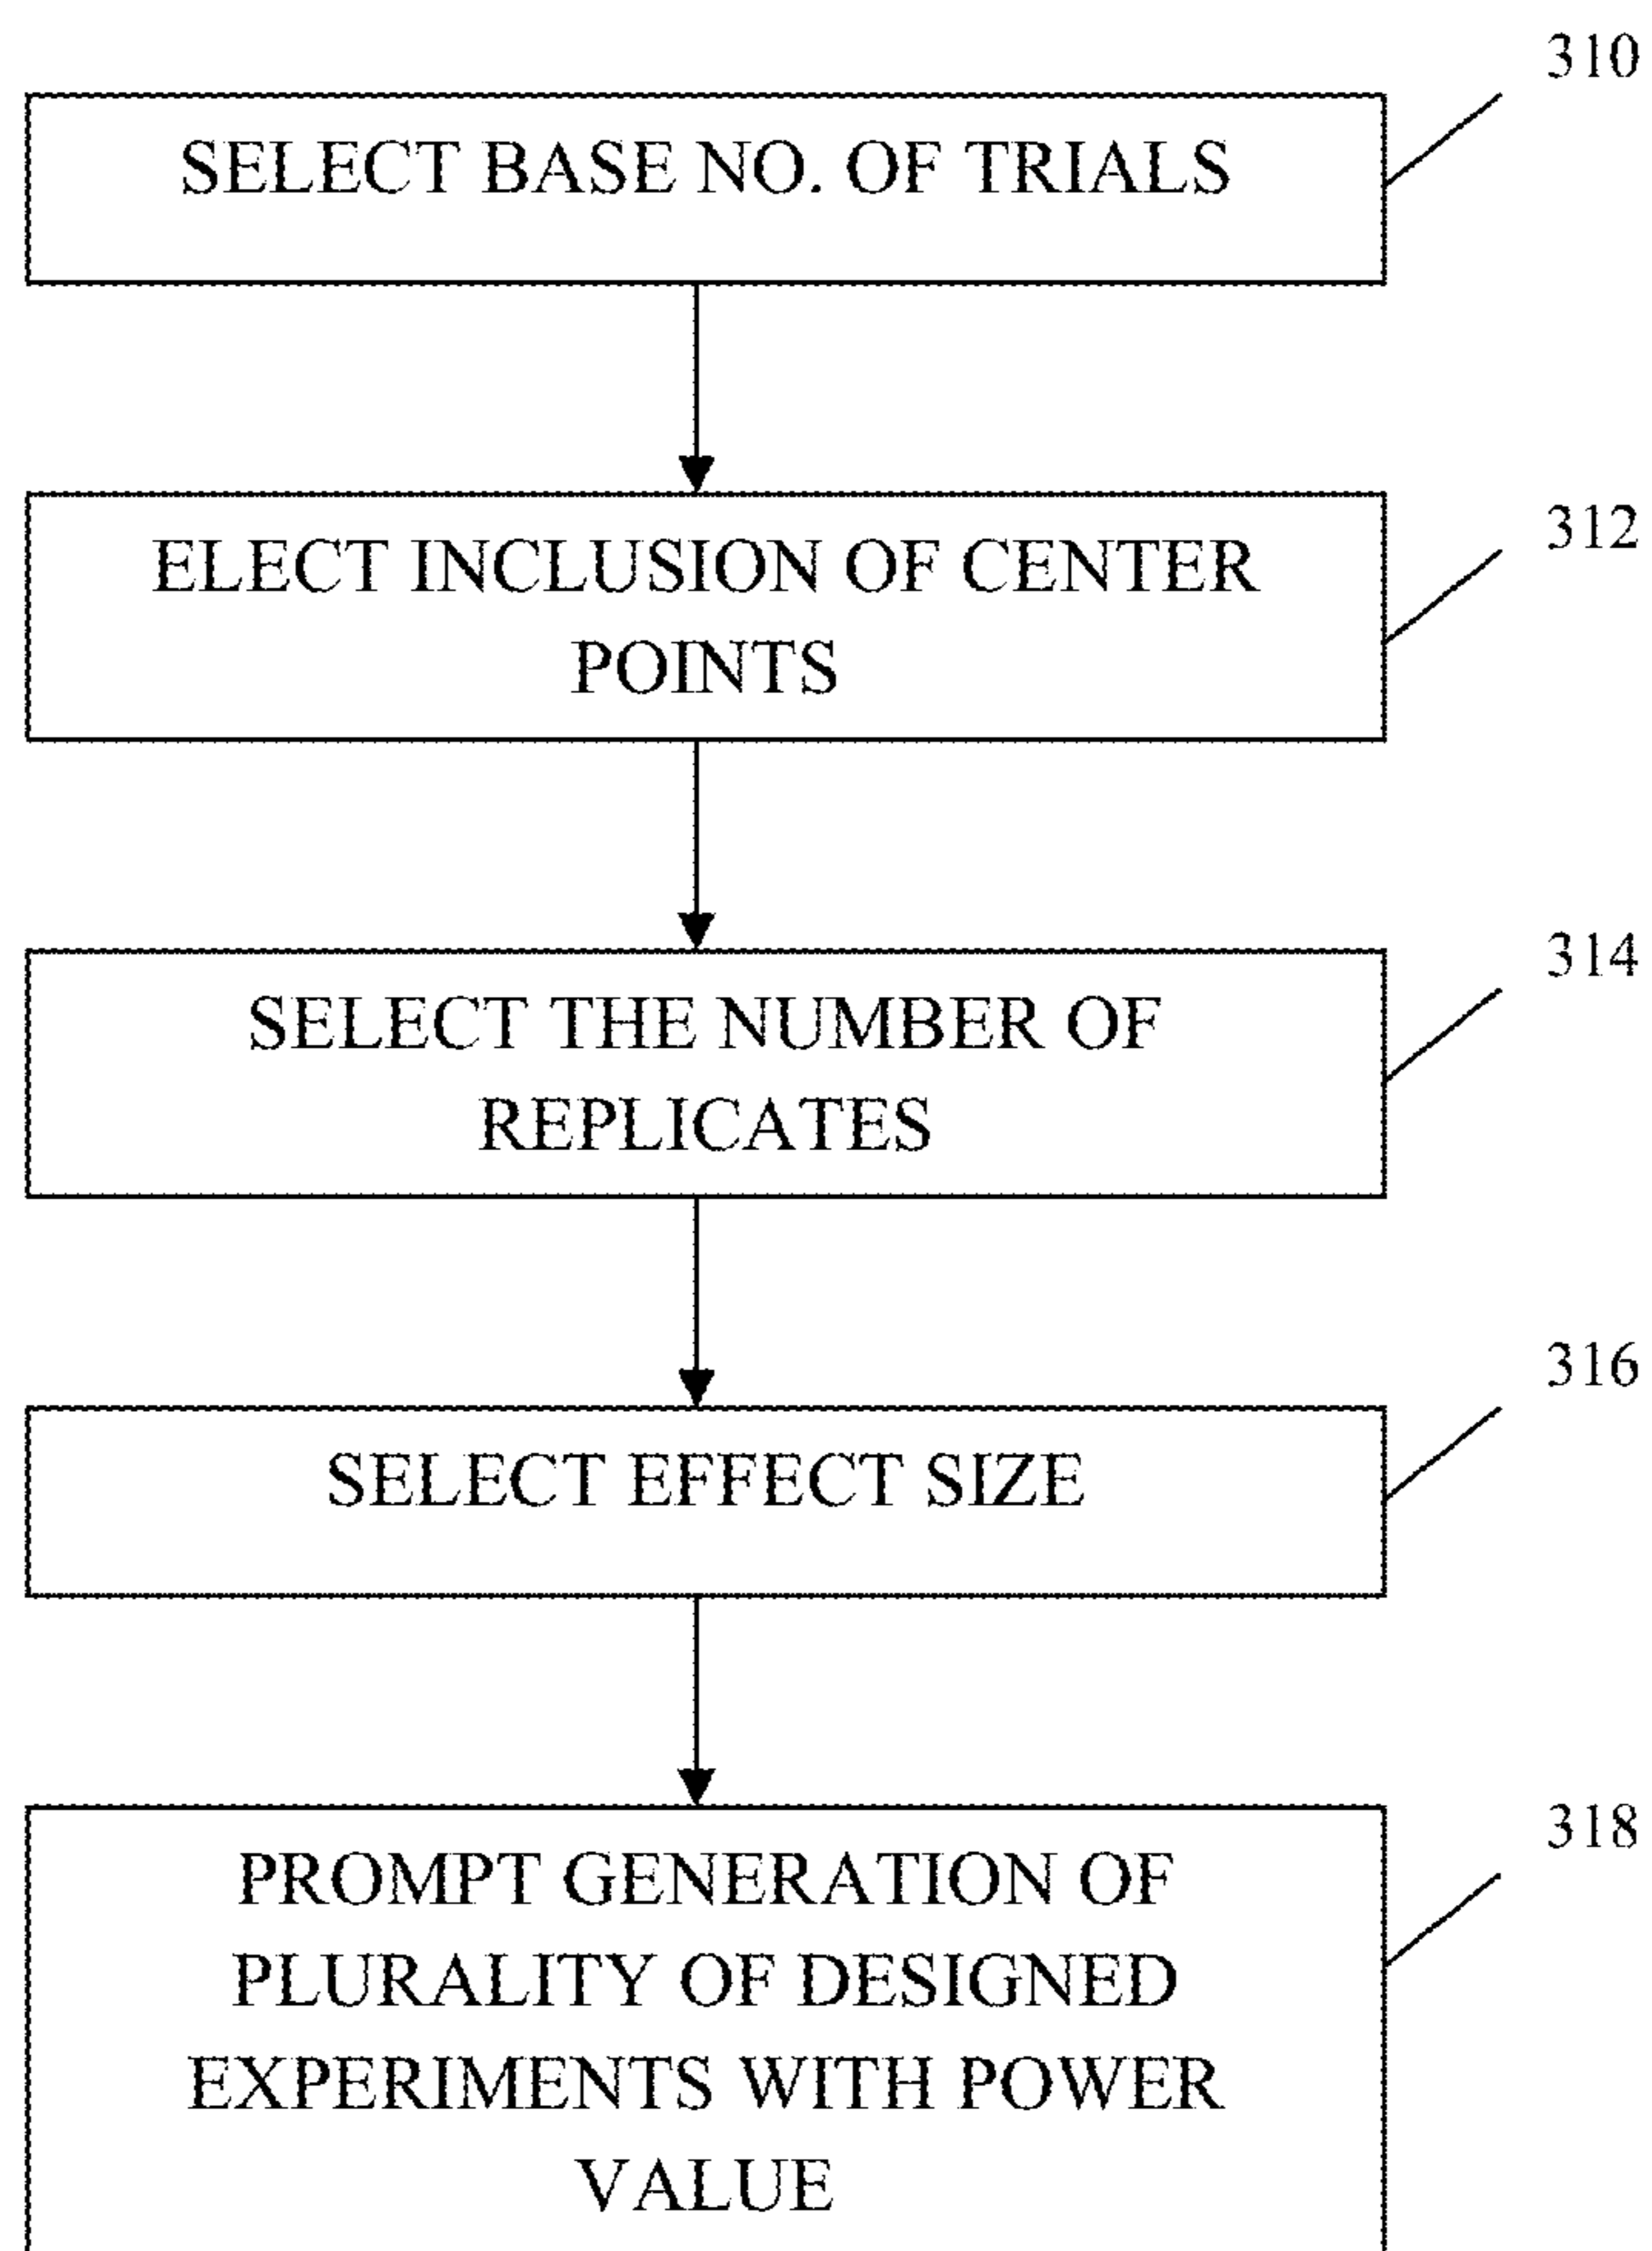 310
SELECT BASE NO. OF TRIALS
312
ELECT INCLUSION OF CENTER
POINTS
314
SELECT THE NUMBER OF
REPLICATES
316
SELECT EFFECT SIZE
318
PROMPT GENERATION OF
PLURALITY OF DESIGNED
EXPERIMENTS WITH POWER
VALUE